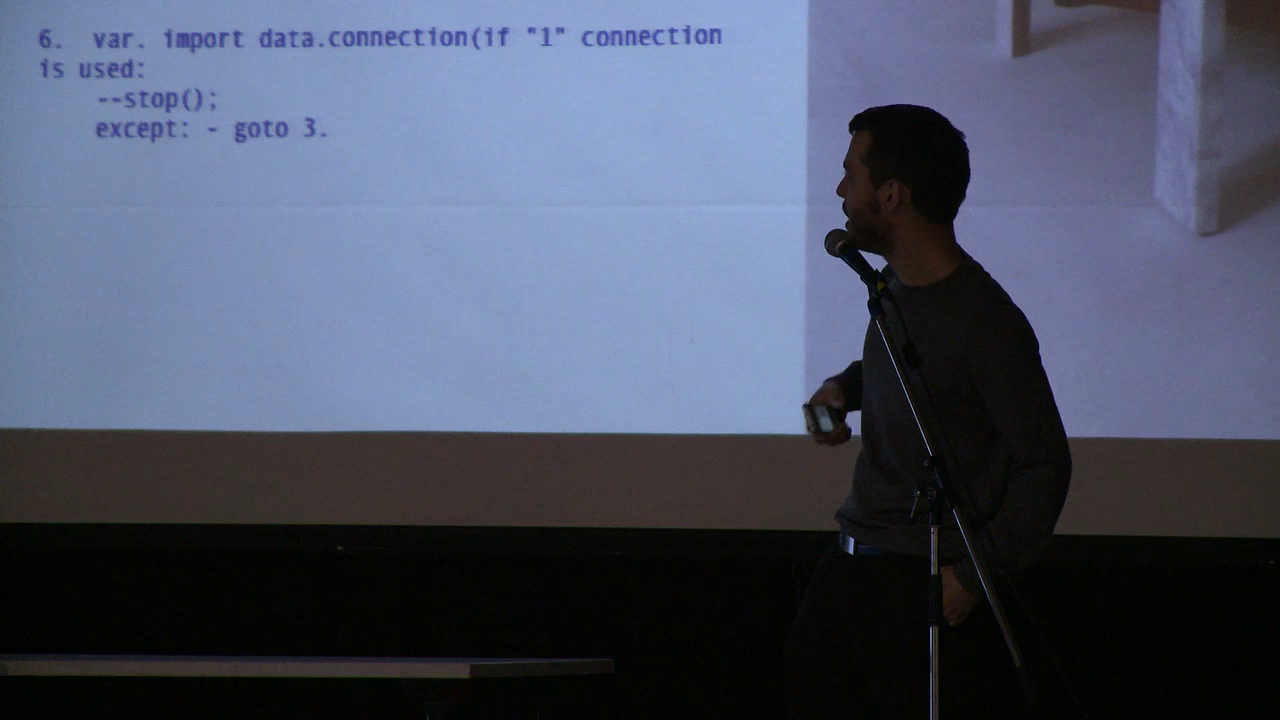 6.  var. import data.connection(if "1" connection
is used:
--stop();
except: - goto 3.